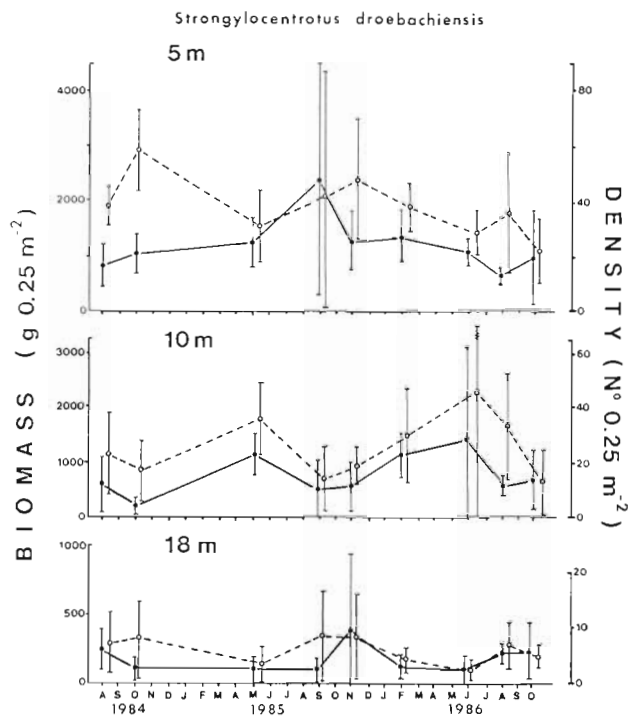 Strongylocentrotus droebachiensis
5 m
4000
2000
0
80
40
0
10 m
3000
2000
1000
0
60
40
20
0
18 m
1000
500
0
20
10
0
BIOMASS (g 0.25 m⁻²)
DENSITY (Nº 0.25 m⁻²)
A S O N D J F M A M J J A S O N D J F M A M J J A S O
1984 1985 1986